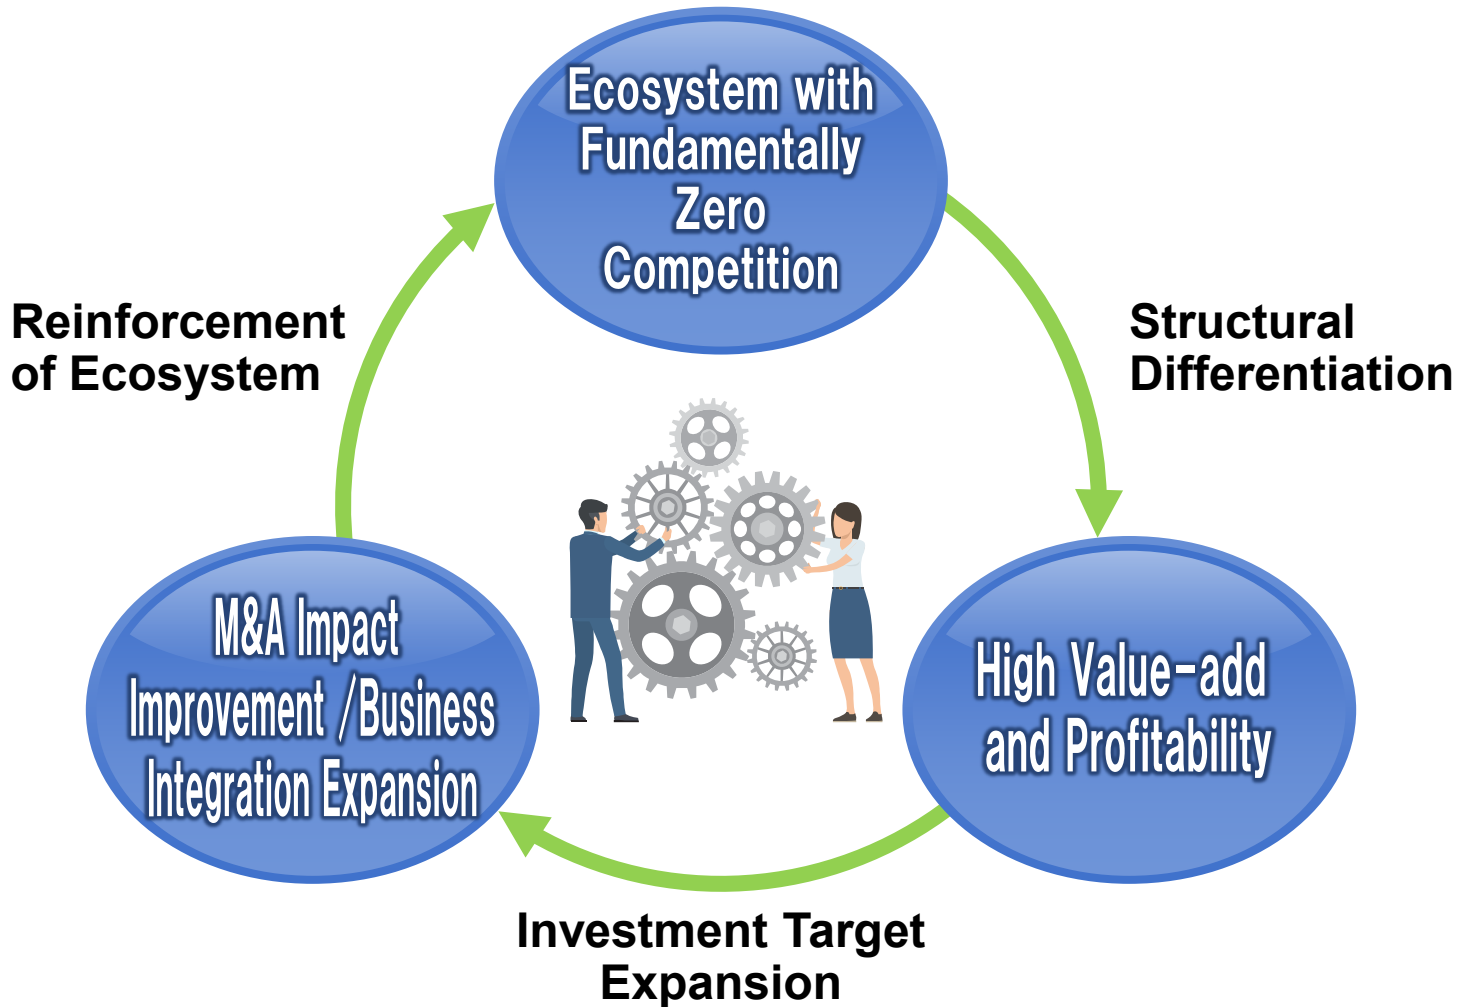 Ecosystem with
Fundamentally
Zero
Competition
Reinforcement
of Ecosystem
Structural
Differentiation
M&A Impact
Improvement /Business
Integration Expansion
High Value-add
and Profitability
Investment Target
Expansion